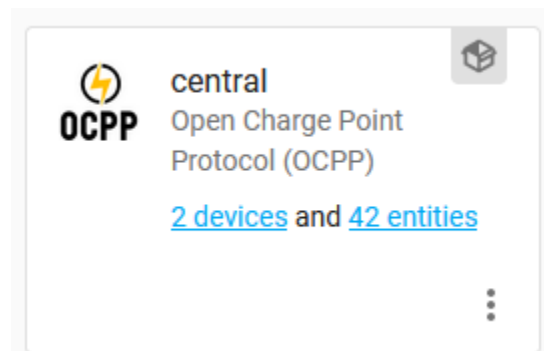 OCPP
central
Open Charge Point
Protocol (OCPP)
2 devices and 42 entities